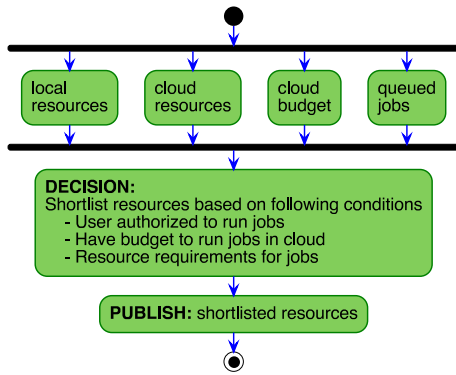 local
resources
cloud
resources
cloud
budget
queued
jobs
DECISION:
Shortlist resources based on following conditions
- User authorized to run jobs
- Have budget to run jobs in cloud
- Resource requirements for jobs
PUBLISH: shortlisted resources